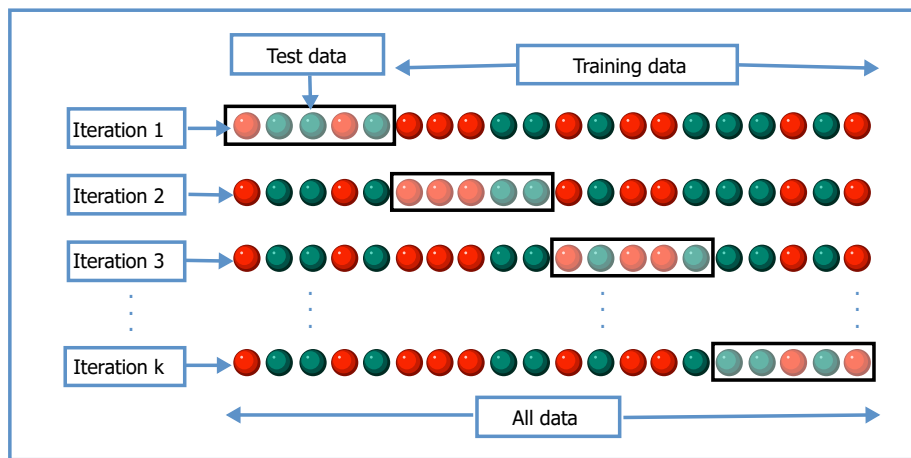 Test data
Training data
Iteration 1
Iteration 2
Iteration 3
Iteration k
All data